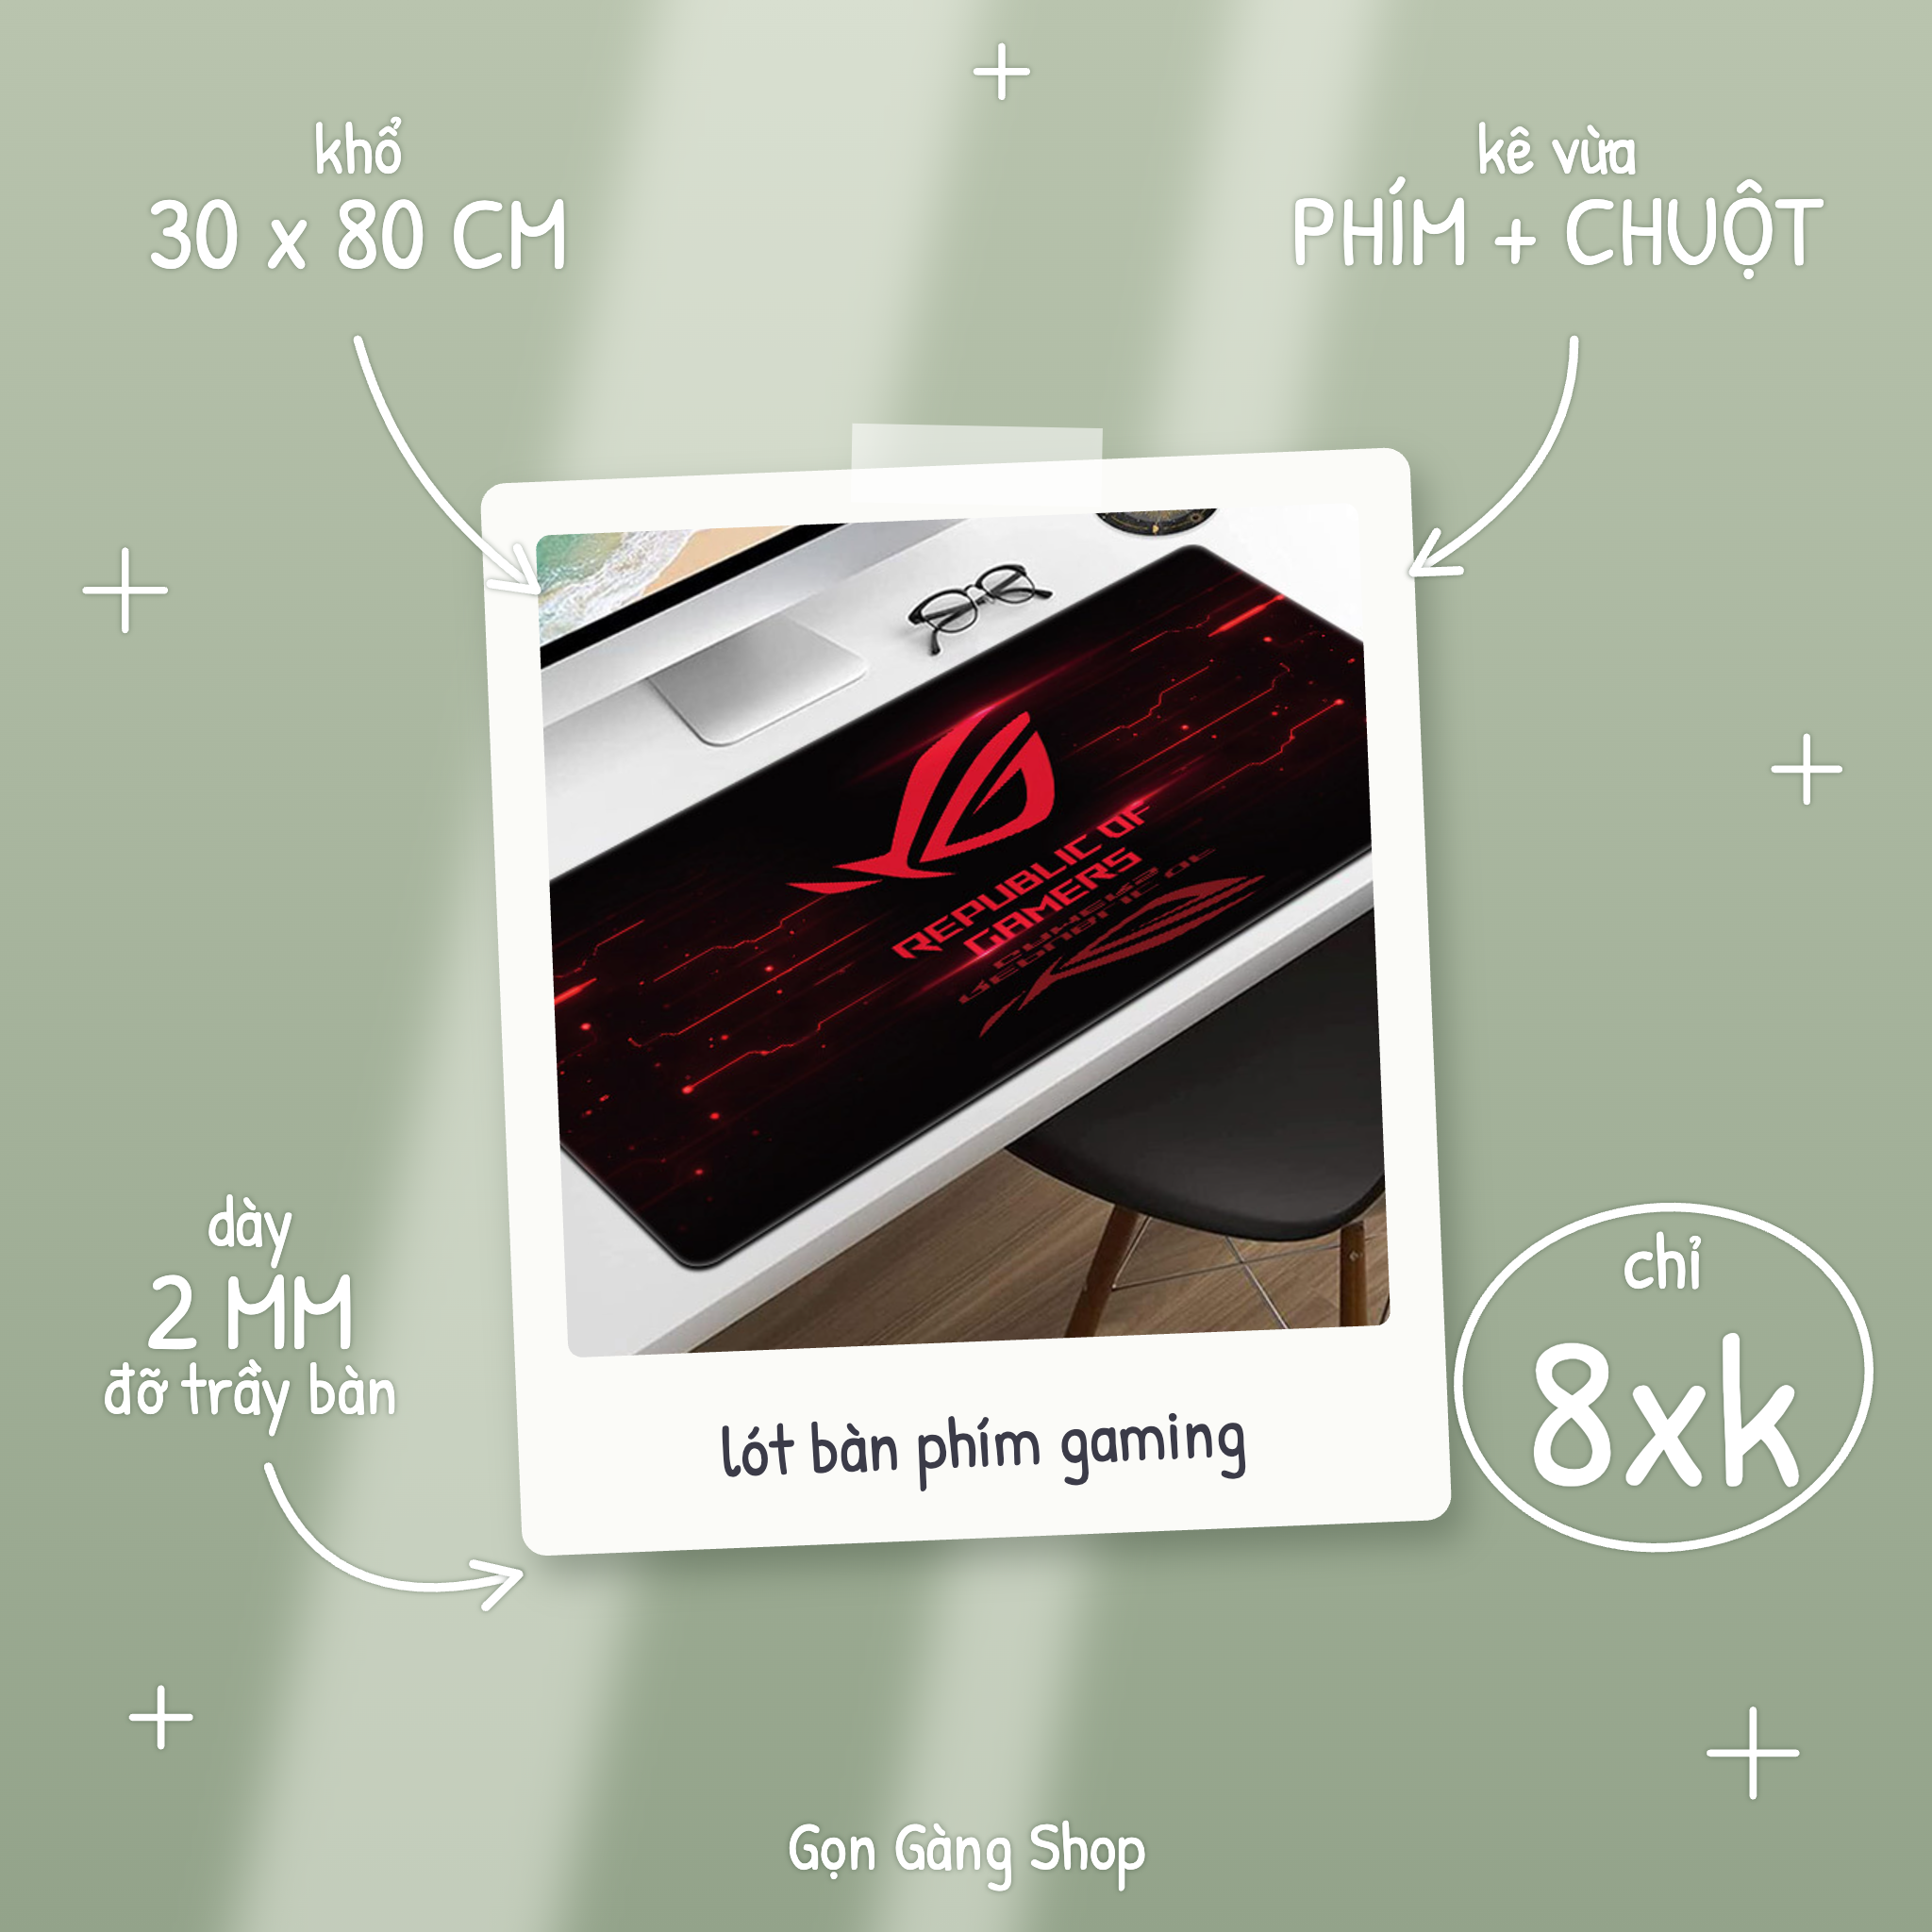 khổ
30 x 80 CM
kê vừa
PHÍM + CHUỘT
REPUBLIC OF
GAMERS
dày
2 MM
đỡ trầy bàn
chỉ
8xk
lót bàn phím gaming
Gọn Gàng Shop